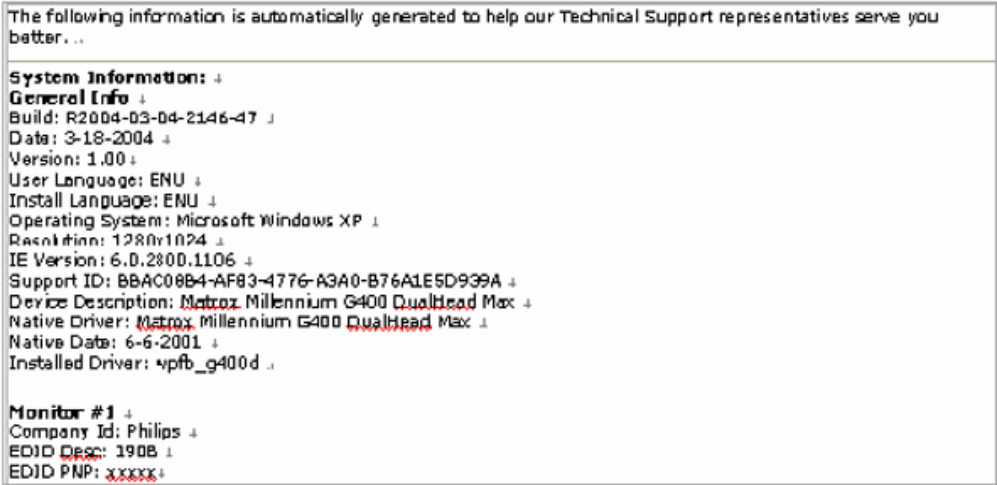 The following information is automatically generated to help our Technical Support representatives serve you
better...
System Information:
General Info
Build: R2004-03-04-2146-47
Date: 3-18-2004
Version: 1.00
User Language: ENU
Install Language: ENU
Operating System: Microsoft Windows XP
Resolution: 1280x1024
IE Version: 6.0.2800.1106
Support ID: BBAC08B4-AF83-4776-A3A0-B76A1E5D939A
Device Description: Matrox Millennium G400 DualHead Max
Native Driver: Matrox Millennium G400 DualHead Max
Native Date: 6-6-2001
Installed Driver: vpfb_g400d
Monitor #1
Company Id: Philips
EDID Desc: 190B
EDID PNP: xxxxx